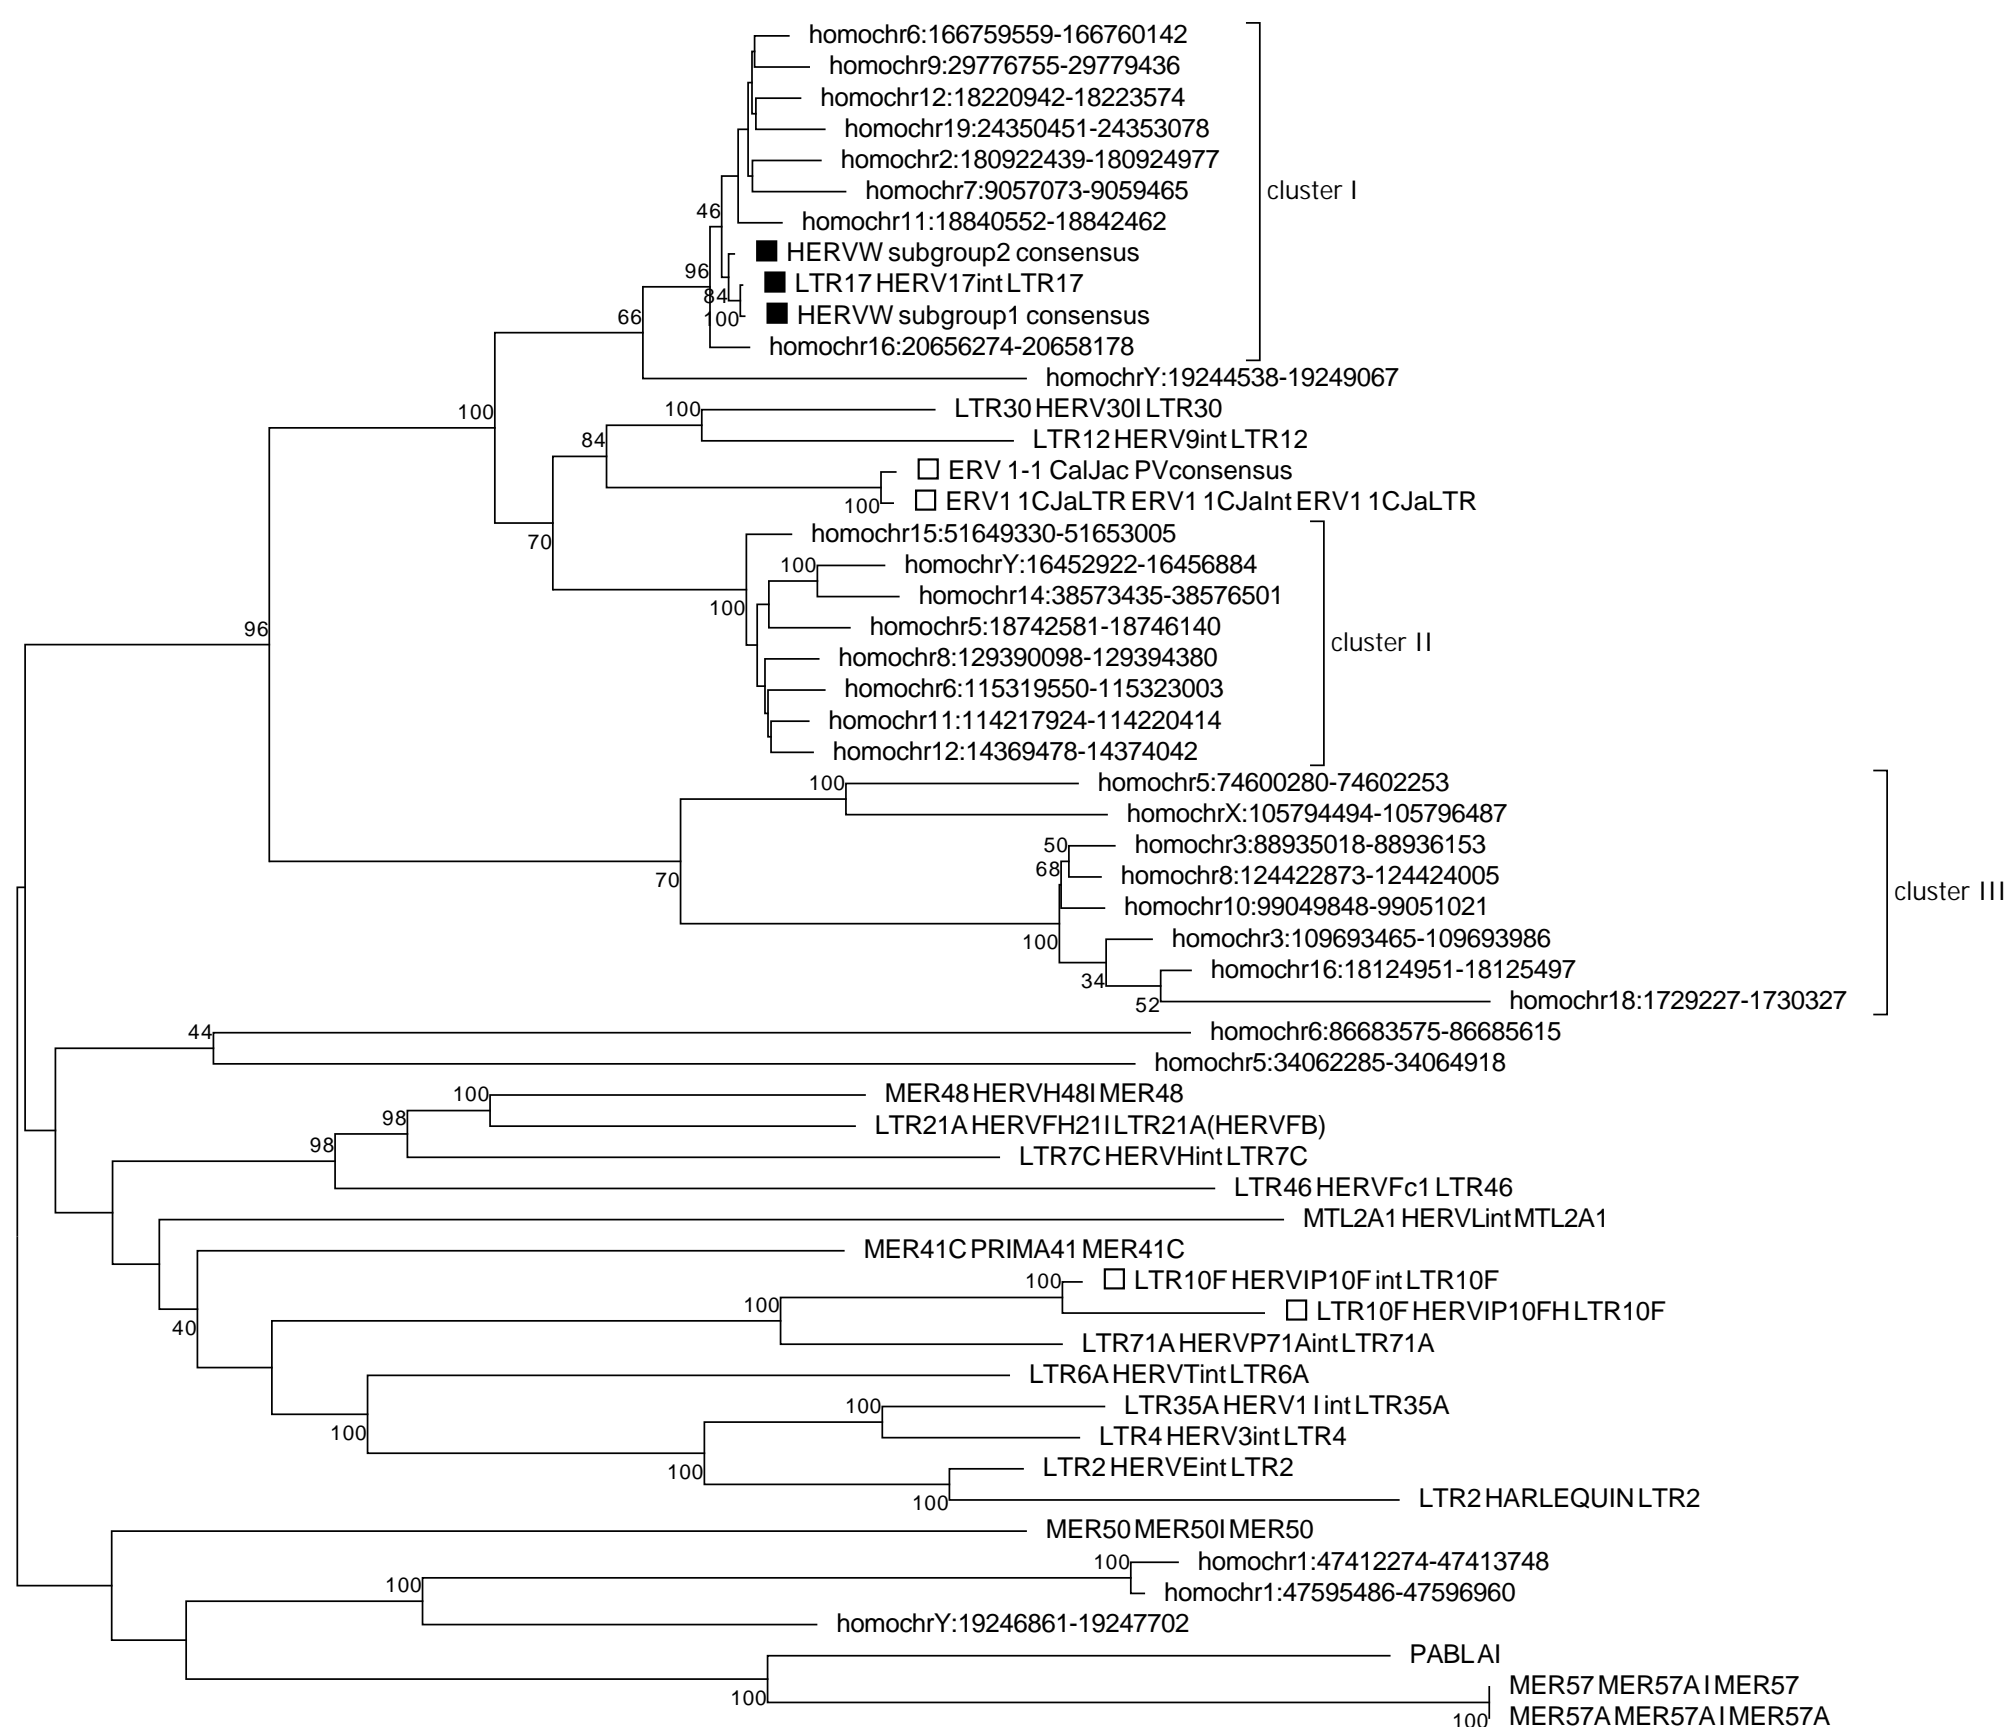 homochr6:166759559-166760142
homochr9:29776755-29779436
homochr12:18220942-18223574
homochr19:24350451-24353078
homochr2:180922439-180924977
homochr7:9057073-9059465
cluster I
homochr11:18840552-18842462
46
HERVW subgroup2 consensus
96
LTR17 HERV17int LTR17
84
HERVW subgroup1 consensus
100
66
homochr16:20656274-20658178
homochrY:19244538-19249067
100
LTR30 HERV30I LTR30
100
LTR12 HERV9int LTR12
84
ERV 1-1 CalJac PVconsensus
ERV1 1CJaLTR ERV1 1CJaInt ERV1 1CJaLTR
100
homochr15:51649330-51653005
70
homochrY:16452922-16456884
100
homochr14:38573435-38576501
100
homochr5:18742581-18746140
cluster II
96
homochr8:129390098-129394380
homochr6:115319550-115323003
homochr11:114217924-114220414
homochr12:14369478-14374042
homochr5:74600280-74602253
100
homochrX:105794494-105796487
homochr3:88935018-88936153
50
68
homochr8:124422873-124424005
70
cluster III
homochr10:99049848-99051021
100
homochr3:109693465-109693986
homochr16:18124951-18125497
34
52
homochr18:1729227-1730327
44
homochr6:86683575-86685615
homochr5:34062285-34064918
100
MER48 HERVH48I MER48
98
LTR21A HERVFH21I LTR21A(HERVFB)
98
LTR7C HERVHint LTR7C
LTR46 HERVFc1 LTR46
MTL2A1 HERVLint MTL2A1
MER41C PRIMA41 MER41C
100
LTR10F HERVIP10F int LTR10F
100
LTR10F HERVIP10FH LTR10F
40
LTR71A HERVP71Aint LTR71A
LTR6A HERVTint LTR6A
100
LTR35A HERV1 I int LTR35A
100
LTR4 HERV3int LTR4
100
LTR2 HERVEint LTR2
100
LTR2 HARLEQUIN LTR2
MER50 MER50I MER50
100
homochr1:47412274-47413748
100
homochr1:47595486-47596960
homochrY:19246861-19247702
PABL AI
100
MER57 MER57A I MER57
100
MER57A MER57A I MER57A